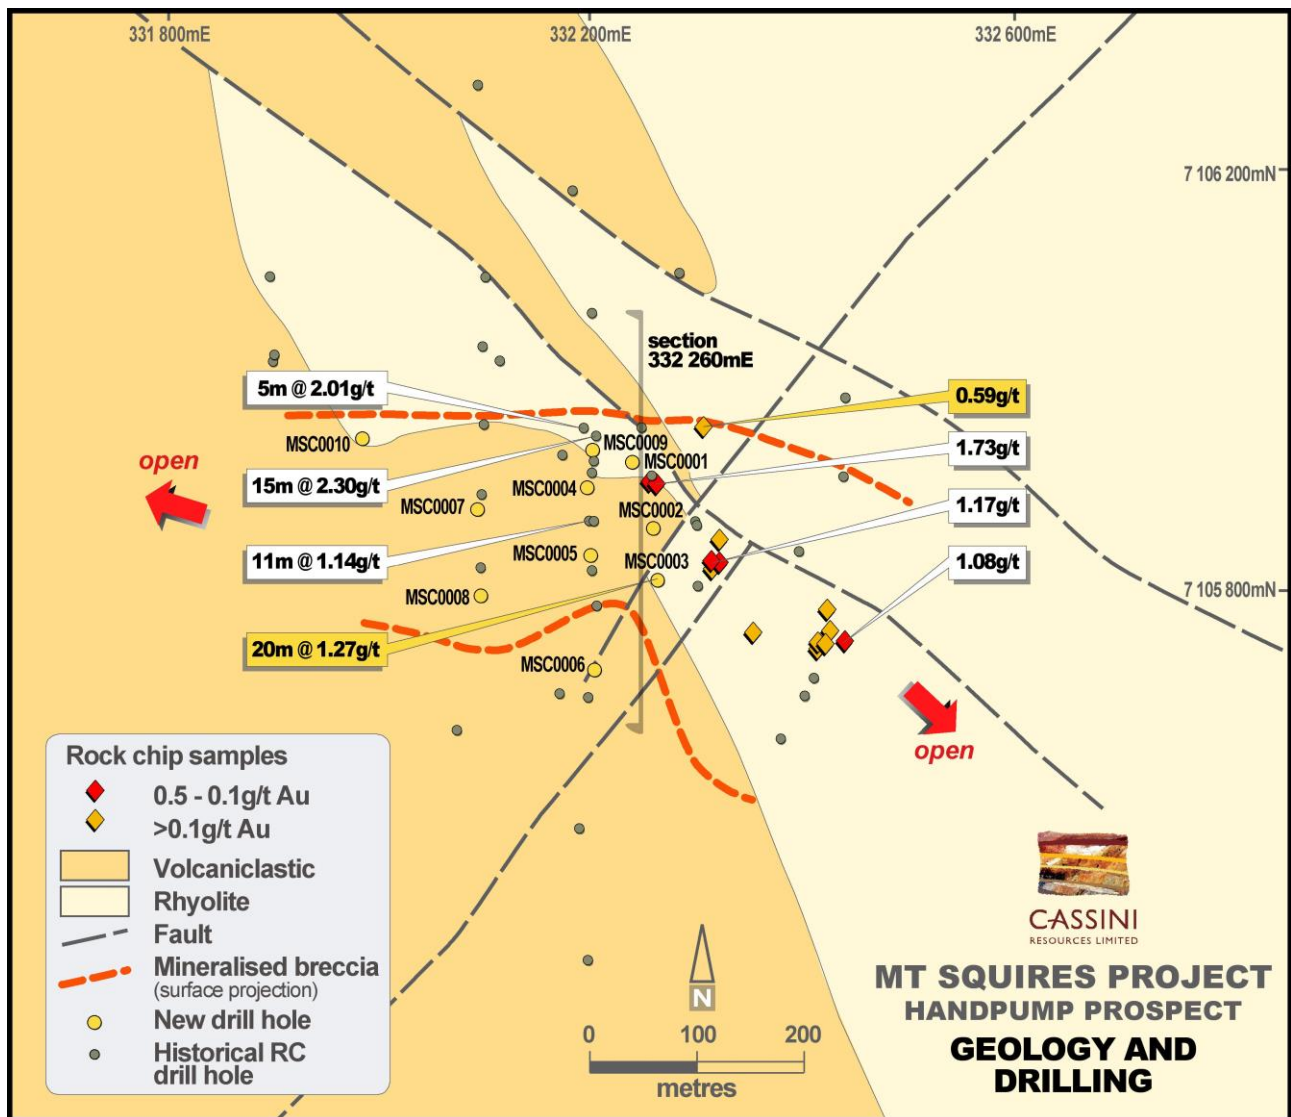 331 800mE
332 200mE
332 600mE
7 106 200mN
section
332 260mE
5m @ 2.01g/t
0.59g/t
MSC0010
MSC0009
1.73g/t
open
MSC0001
15m @ 2.30g/t
MSC0004
MSC0007
MSC0002
1.17g/t
11m @ 1.14g/t
MSC0005
MSC0003
1.08g/t
7 105 800mN
MSC0008
20m @ 1.27g/t
MSC0006
open
Rock chip samples
0.5 - 0.1g/t Au
>0.1g/t Au
Volcaniclastic
Rhyolite
Fault
Mineralised breccia
(surface projection)
New drill hole
Historical RC
drill hole
N
0 100 200
metres
CASSINI
RESOURCES LIMITED
MT SQUIRES PROJECT
HANDPUMP PROSPECT
GEOLOGY AND
DRILLING